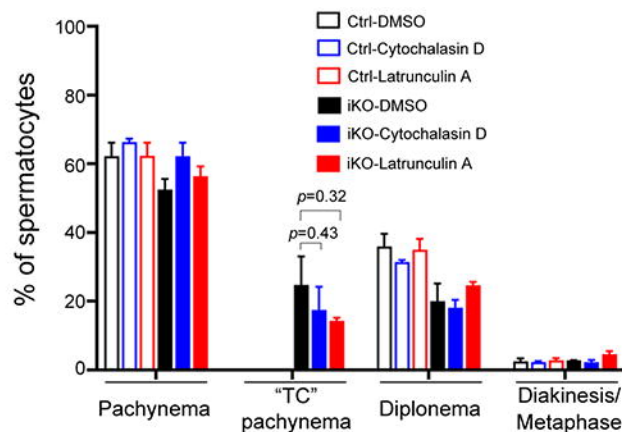 Ctrl-DMSO
Ctrl-Cytochalasin D
Ctrl-Latrunculin A
iKO-DMSO
iKO-Cytochalasin D
iKO-Latrunculin A
% of spermatocytes
100
80
60
40
20
0
p=0.32
p=0.43
Pachynema
“TC”
pachynema
Diplonema
Diakinesis/
Metaphase